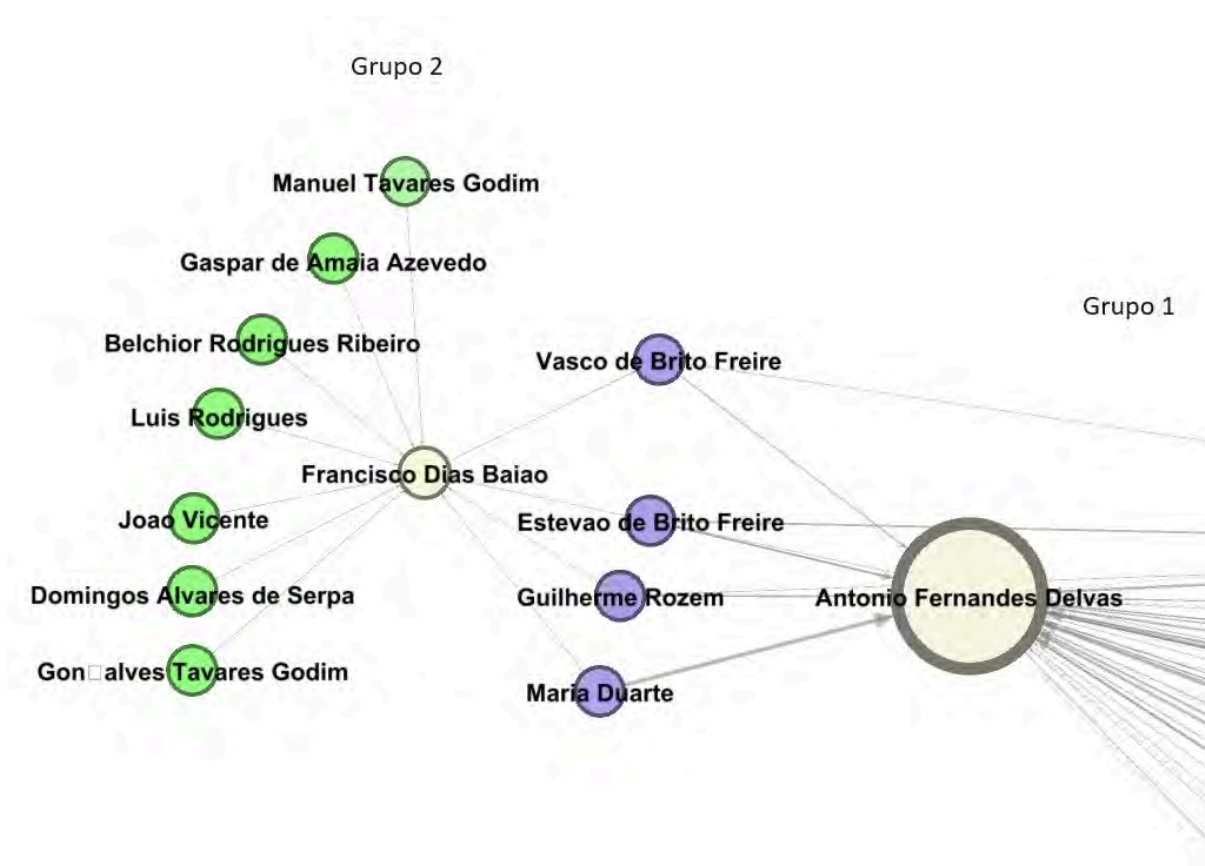 Grupo 2
Manuel Tavares Godim
Gaspar de Amaia Azevedo
Grupo 1
Belchior Rodrigues Ribeiro
Vasco de Brito Freire
Luis Rodrigues
Francisco Dias Baiao
Joao Vicente
Estevao de Brito Freire
Domingos Alvares de Serpa
Guilherme Rozem
Antonio Fernandes Delvas
Gon□alves Tavares Godim
Maria Duarte